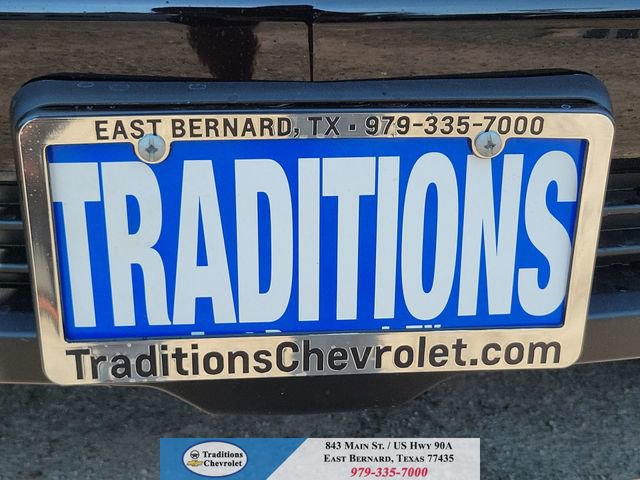 EAST BERNARD, TX · 979-335-7000
TRADITIONS
TraditionsChevrolet.com
Traditions
CHEVROLET
843 MAIN ST. / US HWY 90A
EAST BERNARD, TEXAS 77435
979-335-7000